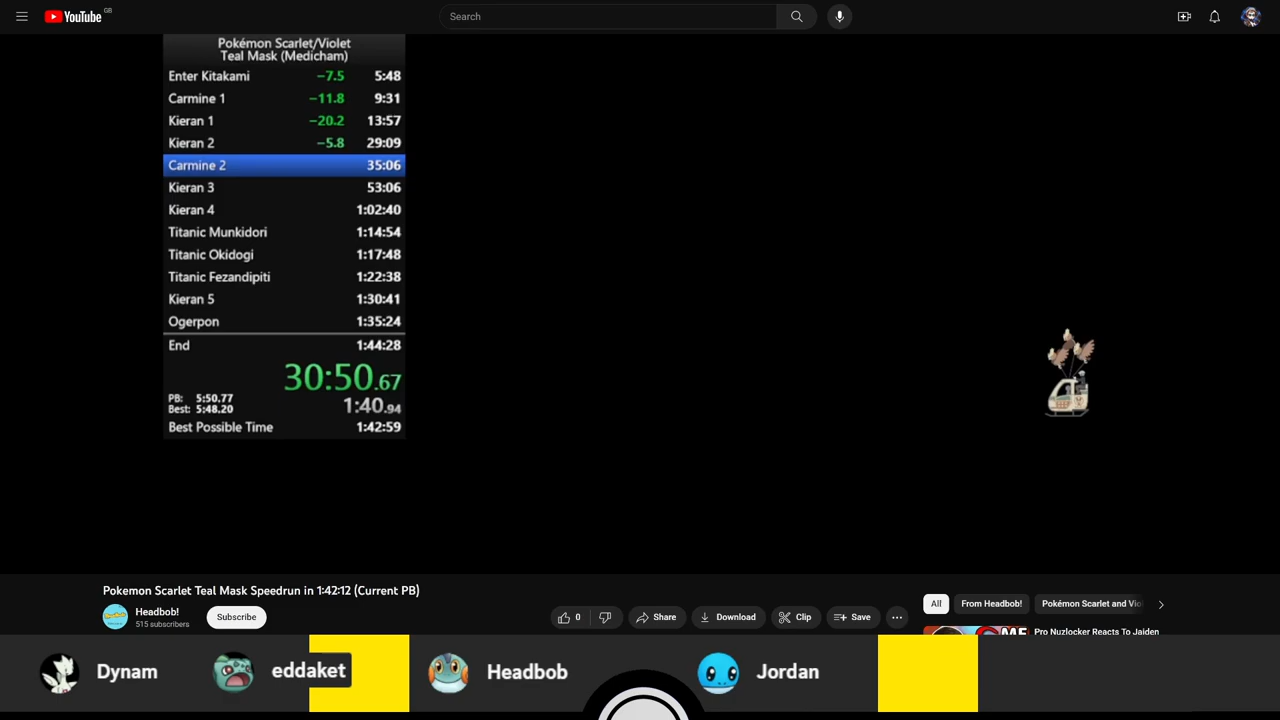 YouTube GB
Search
Pokémon Scarlet/Violet
Teal Mask (Medicham)
Enter Kitakami −7.5 5:48
Carmine 1 −11.8 9:31
Kieran 1 −20.2 13:57
Kieran 2 −5.8 29:09
Carmine 2 35:06
Kieran 3 53:06
Kieran 4 1:02:40
Titanic Munkidori 1:14:54
Titanic Okidogi 1:17:48
Titanic Fezandipiti 1:22:38
Kieran 5 1:30:41
Ogerpon 1:35:24
End 1:44:28
30:50.67
PB: 5:50.77
Best: 5:48.20 1:40.94
Best Possible Time 1:42:59
Pokemon Scarlet Teal Mask Speedrun in 1:42:12 (Current PB)
Headbob!
515 subscribers
Subscribe
0
Share
Download
Clip
Save
All
From Headbob!
Pokémon Scarlet and Vio
Pro Nuzlocker Reacts To Jaiden
Dynam
eddaket
Headbob
Jordan